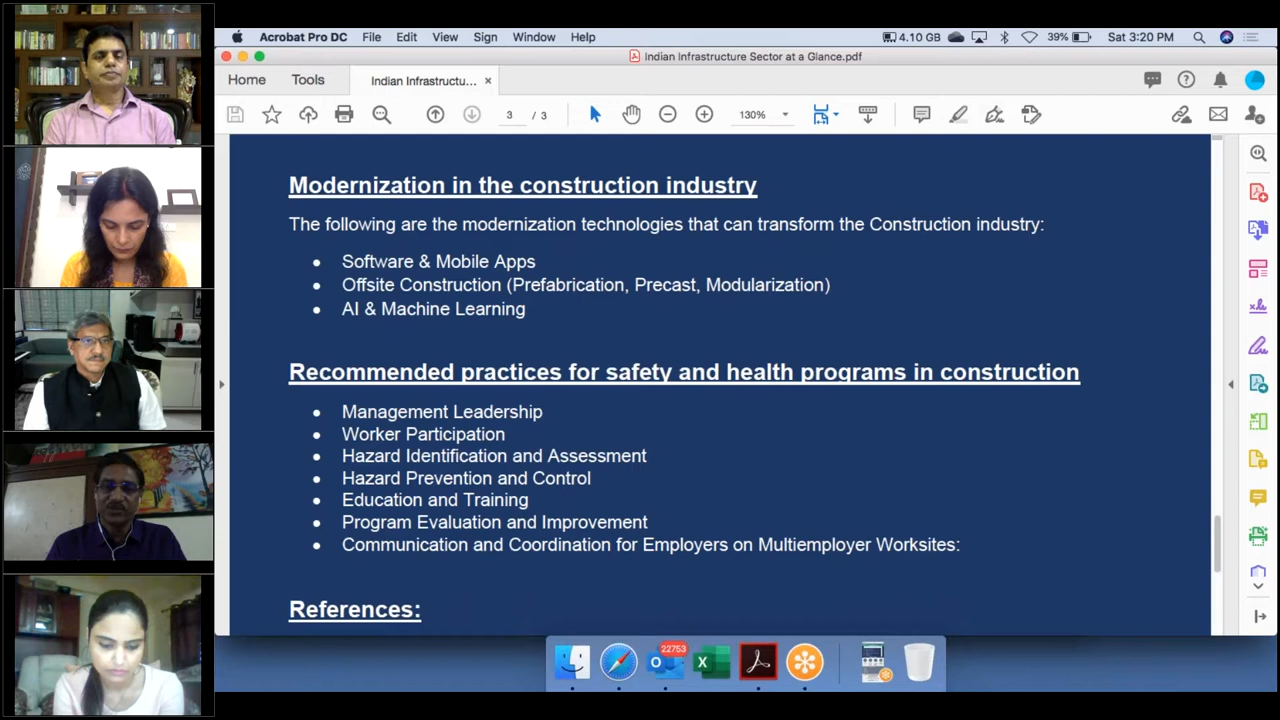 Acrobat Pro DC File Edit View Sign Window Help 4.10 GB 39% Sat 3:20 PM
Indian Infrastructure Sector at a Glance.pdf
Home Tools Indian Infrastructu... ×
3 / 3 130%
Modernization in the construction industry
The following are the modernization technologies that can transform the Construction industry:
• Software & Mobile Apps
• Offsite Construction (Prefabrication, Precast, Modularization)
• AI & Machine Learning
Recommended practices for safety and health programs in construction
• Management Leadership
• Worker Participation
• Hazard Identification and Assessment
• Hazard Prevention and Control
• Education and Training
• Program Evaluation and Improvement
• Communication and Coordination for Employers on Multiemployer Worksites:
References:
22753